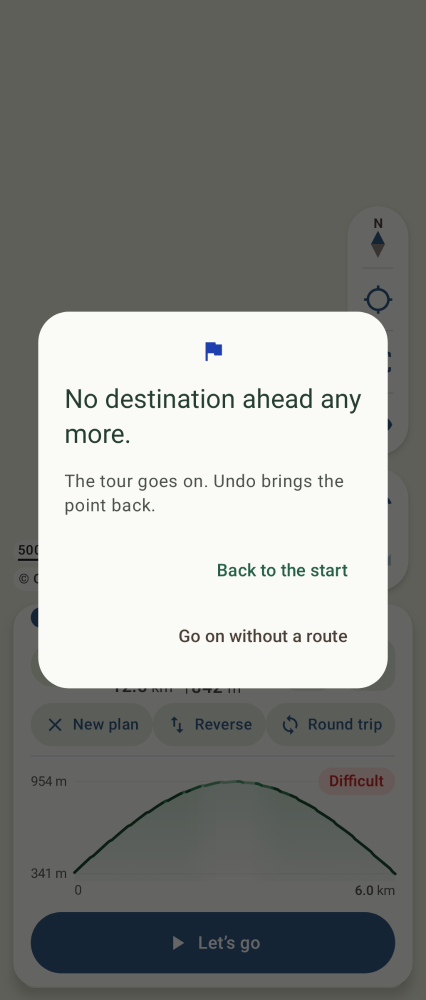 N
No destination ahead any
more.
The tour goes on. Undo brings the
point back.
500
©
Back to the start
Go on without a route
New plan
Reverse
Round trip
954 m
Difficult
341 m
0
6.0 km
Let's go